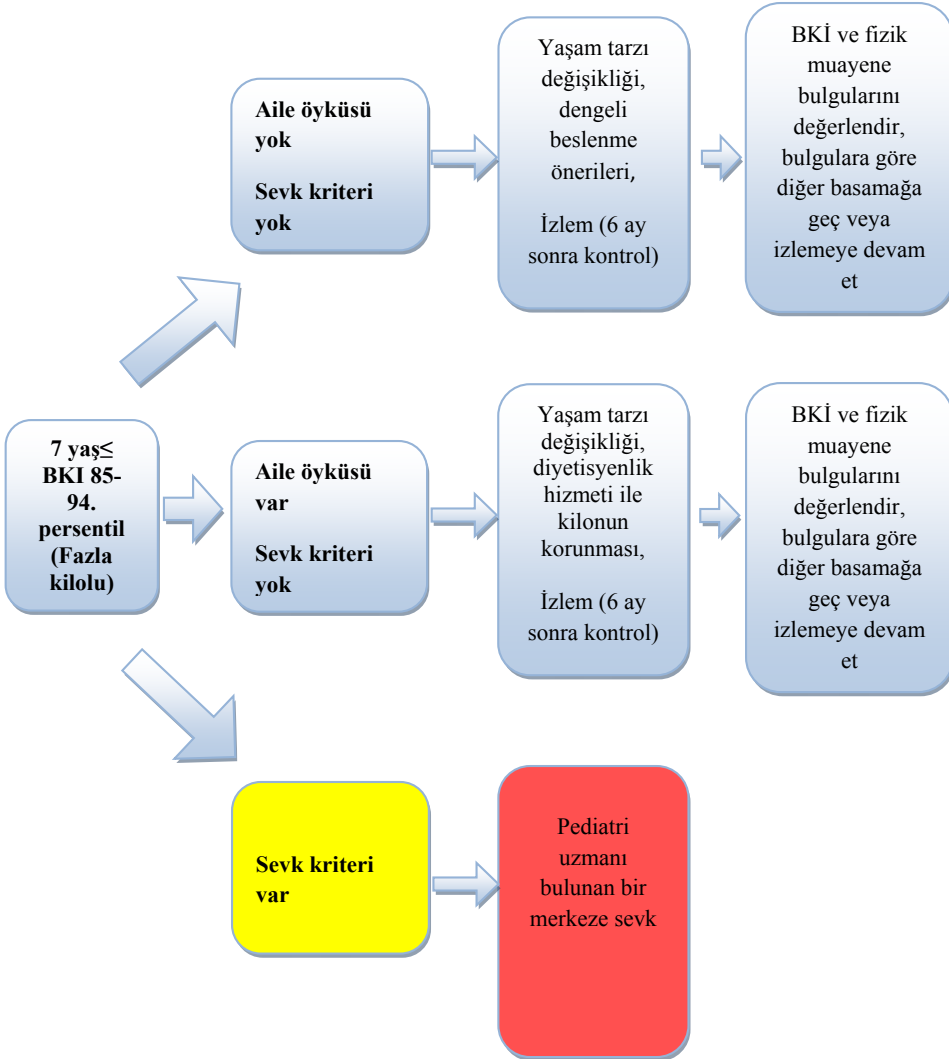 Aile öyküsü
yok
Sevk kriteri
yok
Yaşam tarzı
değişikliği,
dengeli
beslenme
önerileri,
İzlem (6 ay
sonra kontrol)
BKİ ve fizik
muayene
bulgularını
değerlendir,
bulgulara göre
diğer basamağa
geç veya
izlemeye devam
et
7 yaş≤
BKI 85-
94.
persentil
(Fazla
kilolu)
Aile öyküsü
var
Sevk kriteri
yok
Yaşam tarzı
değişikliği,
diyetisyenlik
hizmeti ile
kilonun
korunması,
İzlem (6 ay
sonra kontrol)
BKİ ve fizik
muayene
bulgularını
değerlendir,
bulgulara göre
diğer basamağa
geç veya
izlemeye devam
et
Sevk kriteri
var
Pediatri
uzmanı
bulunan bir
merkeze sevk